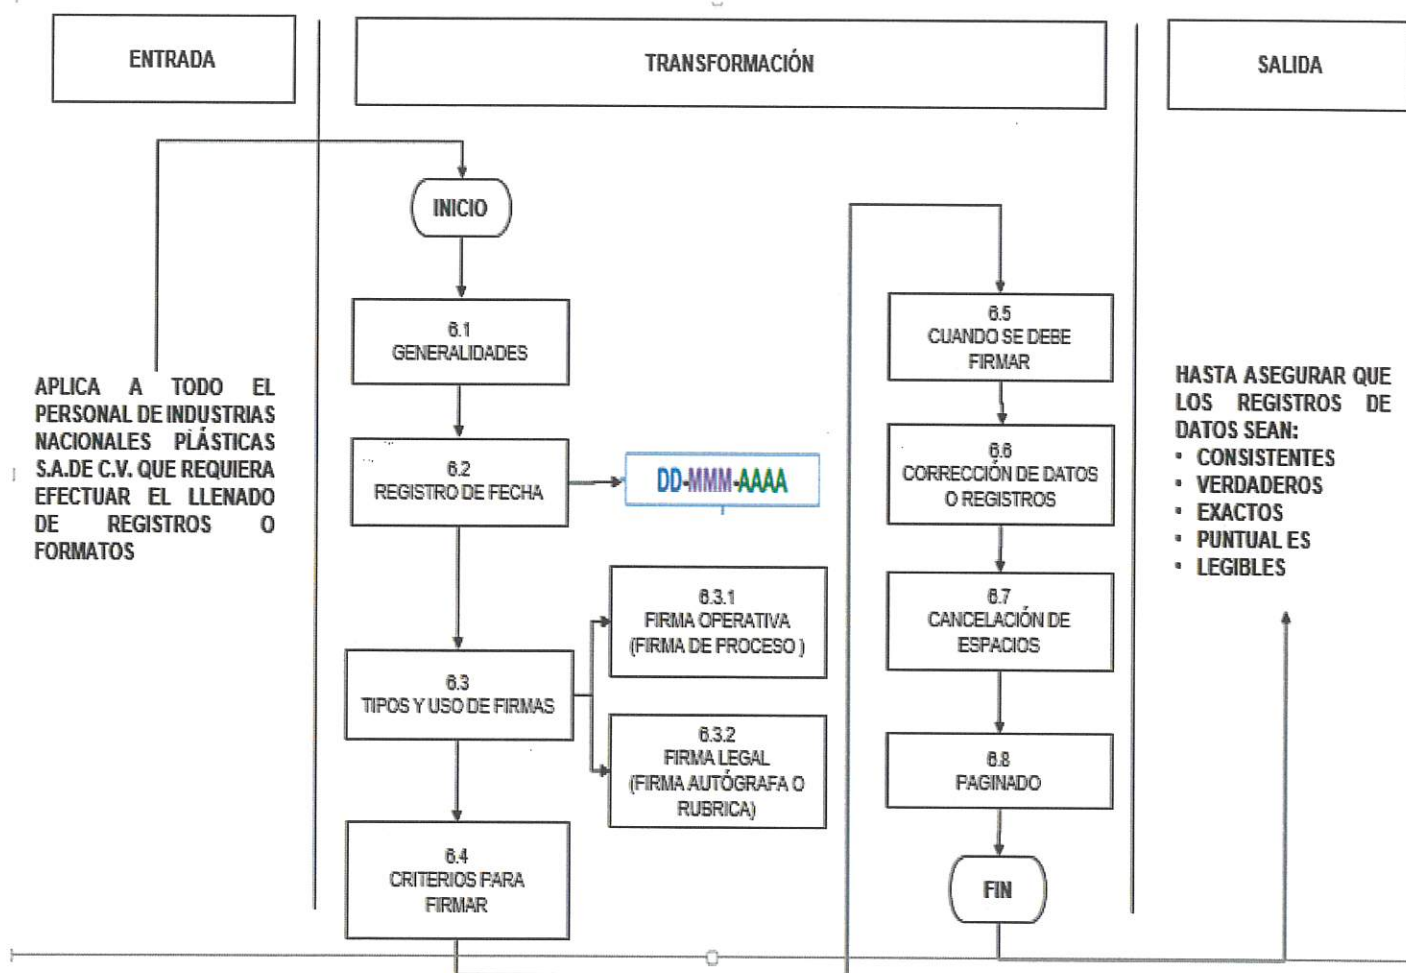 ENTRADA
TRANSFORMACIÓN
SALIDA
APLICA A TODO EL
PERSONAL DE INDUSTRIAS
NACIONALES PLÁSTICAS
S.A.DE C.V. QUE REQUIERA
EFECTUAR EL LLENADO
DE REGISTROS O
FORMATOS
INICIO
6.1
GENERALIDADES
6.2
REGISTRO DE FECHA
DD-MMM-AAAA
6.3
TIPOS Y USO DE FIRMAS
6.3.1
FIRMA OPERATIVA
(FIRMA DE PROCESO )
6.3.2
FIRMA LEGAL
(FIRMA AUTÓGRAFA O
RUBRICA)
6.4
CRITERIOS PARA
FIRMAR
6.5
CUANDO SE DEBE
FIRMAR
6.6
CORRECCIÓN DE DATOS
O REGISTROS
6.7
CANCELACIÓN DE
ESPACIOS
6.8
PAGINADO
FIN
HASTA ASEGURAR QUE
LOS REGISTROS DE
DATOS SEAN:
• CONSISTENTES
• VERDADEROS
• EXACTOS
• PUNTUALES
• LEGIBLES